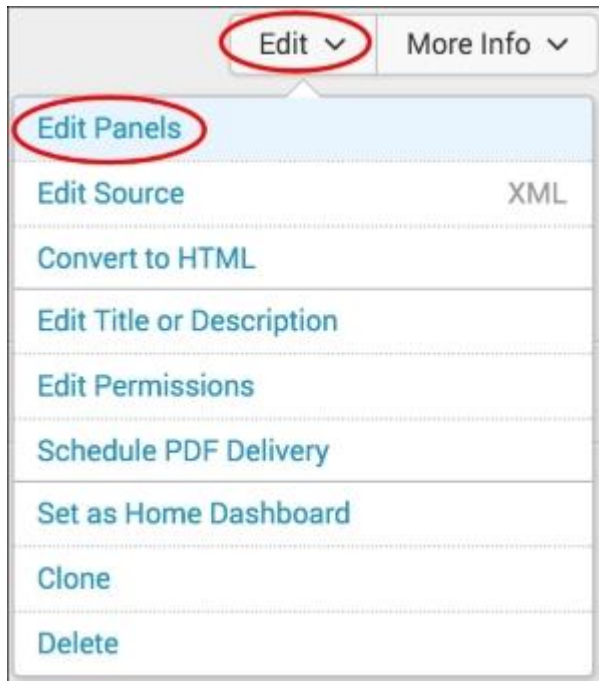 Edit More Info
Edit Panels
Edit Source XML
Convert to HTML
Edit Title or Description
Edit Permissions
Schedule PDF Delivery
Set as Home Dashboard
Clone
Delete